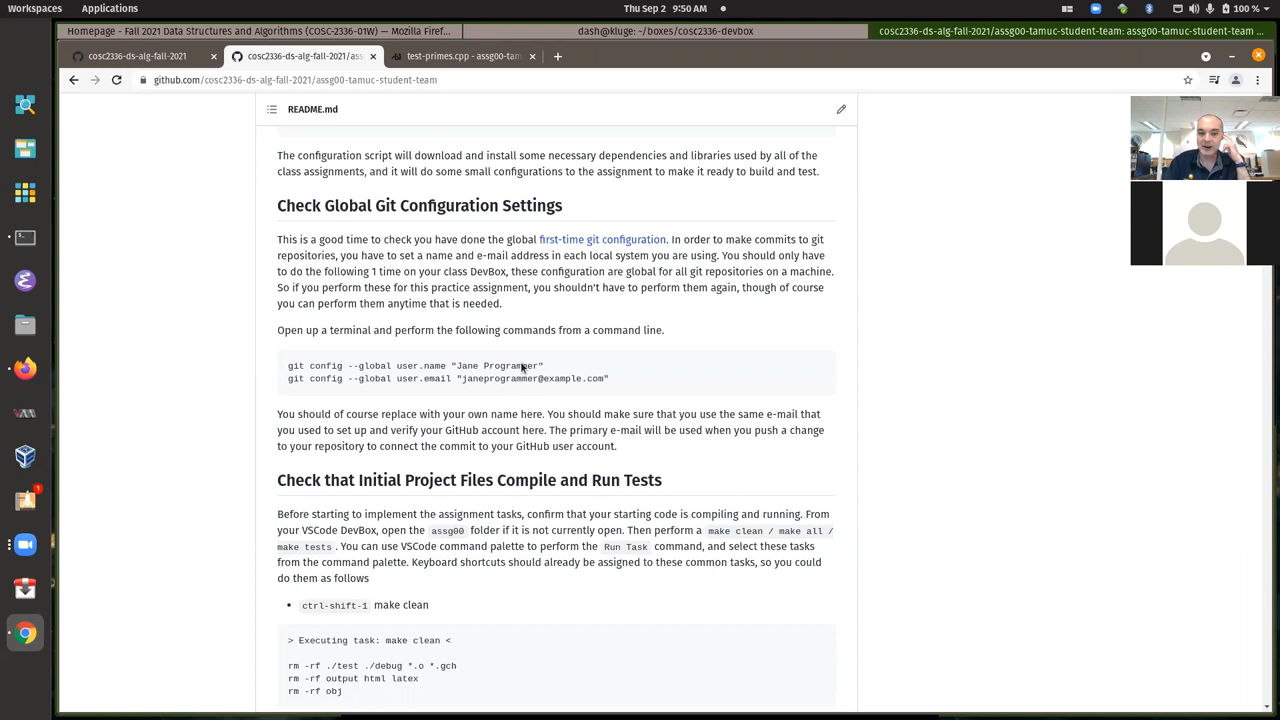 Workspaces Applications Thu Sep 2 9:50 AM 100 %
Homepage - Fall 2021 Data Structures and Algorithms (COSC-2336-01W) — Mozilla Firef...
dash@kluge: ~/boxes/cosc2336-devbox
cosc2336-ds-alg-fall-2021/assg00-tamuc-student-team: assg00-tamuc-student-team ...
cosc2336-ds-alg-fall-2021
cosc2336-ds-alg-fall-2021/ass
test-primes.cpp - assg00-tam
github.com/cosc2336-ds-alg-fall-2021/assg00-tamuc-student-team
README.md
The configuration script will download and install some necessary dependencies and libraries used by all of the
class assignments, and it will do some small configurations to the assignment to make it ready to build and test.
Check Global Git Configuration Settings
This is a good time to check you have done the global first-time git configuration. In order to make commits to git
repositories, you have to set a name and e-mail address in each local system you are using. You should only have
to do the following 1 time on your class DevBox, these configuration are global for all git repositories on a machine.
So if you perform these for this practice assignment, you shouldn't have to perform them again, though of course
you can perform them anytime that is needed.
Open up a terminal and perform the following commands from a command line.
git config --global user.name "Jane Programmer"
git config --global user.email "janeprogrammer@example.com"
You should of course replace with your own name here. You should make sure that you use the same e-mail that
you used to set up and verify your GitHub account here. The primary e-mail will be used when you push a change
to your repository to connect the commit to your GitHub user account.
Check that Initial Project Files Compile and Run Tests
Before starting to implement the assignment tasks, confirm that your starting code is compiling and running. From
your VSCode DevBox, open the assg00 folder if it is not currently open. Then perform a make clean / make all /
make tests . You can use VSCode command palette to perform the Run Task command, and select these tasks
from the command palette. Keyboard shortcuts should already be assigned to these common tasks, so you could
do them as follows
• ctrl-shift-1 make clean
> Executing task: make clean <
rm -rf ./test ./debug *.o *.gch
rm -rf output html latex
rm -rf obj
1